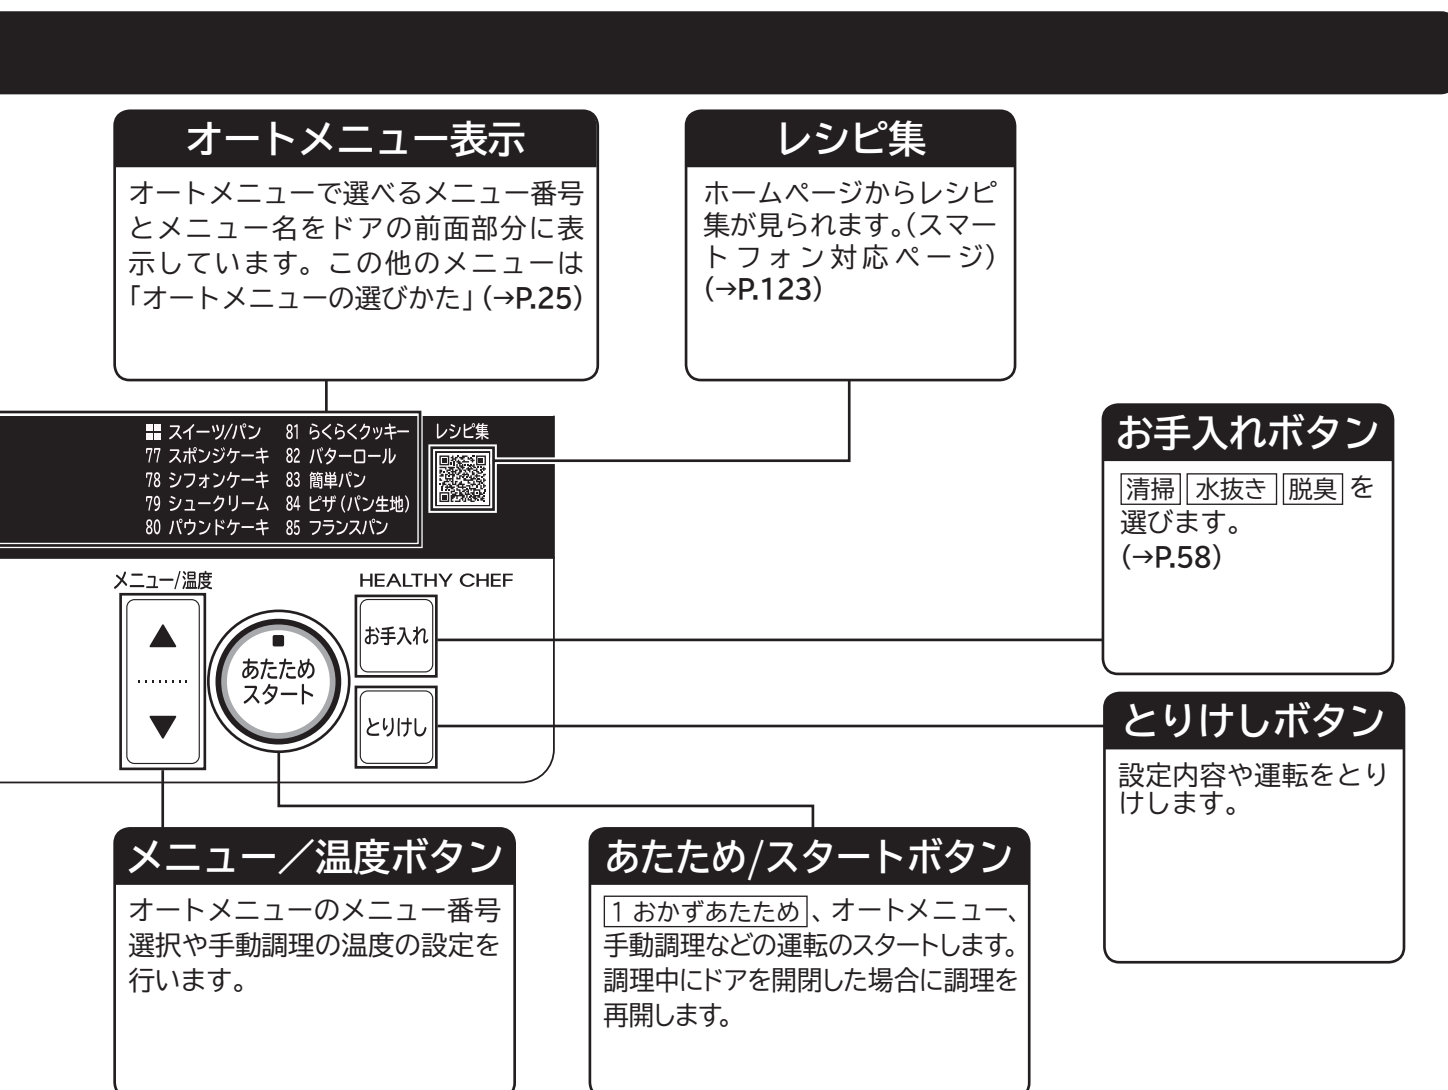 オートメニュー表示
オートメニューで選べるメニュー番号
とメニュー名をドアの前面部分に表
示しています。この他のメニューは
「オートメニューの選びかた」(→P.25)
レシピ集
ホームページからレシピ
集が見られます。(スマー
トフォン対応ページ)
(→P.123)
スイーツ/パン
77 スポンジケーキ
78 シフォンケーキ
79 シュークリーム
80 パウンドケーキ
81 らくらくクッキー
82 バターロール
83 簡単パン
84 ピザ(パン生地)
85 フランスパン
レシピ集
お手入れボタン
清掃 水抜き 脱臭 を
選びます。
(→P.58)
メニュー/温度
HEALTHY CHEF
あたため
スタート
お手入れ
とりけし
とりけしボタン
設定内容や運転をとり
けします。
メニュー／温度ボタン
オートメニューのメニュー番号
選択や手動調理の温度の設定を
行います。
あたため/スタートボタン
1 おかずあたため、オートメニュー、
手動調理などの運転のスタートします。
調理中にドアを開閉した場合に調理を
再開します。